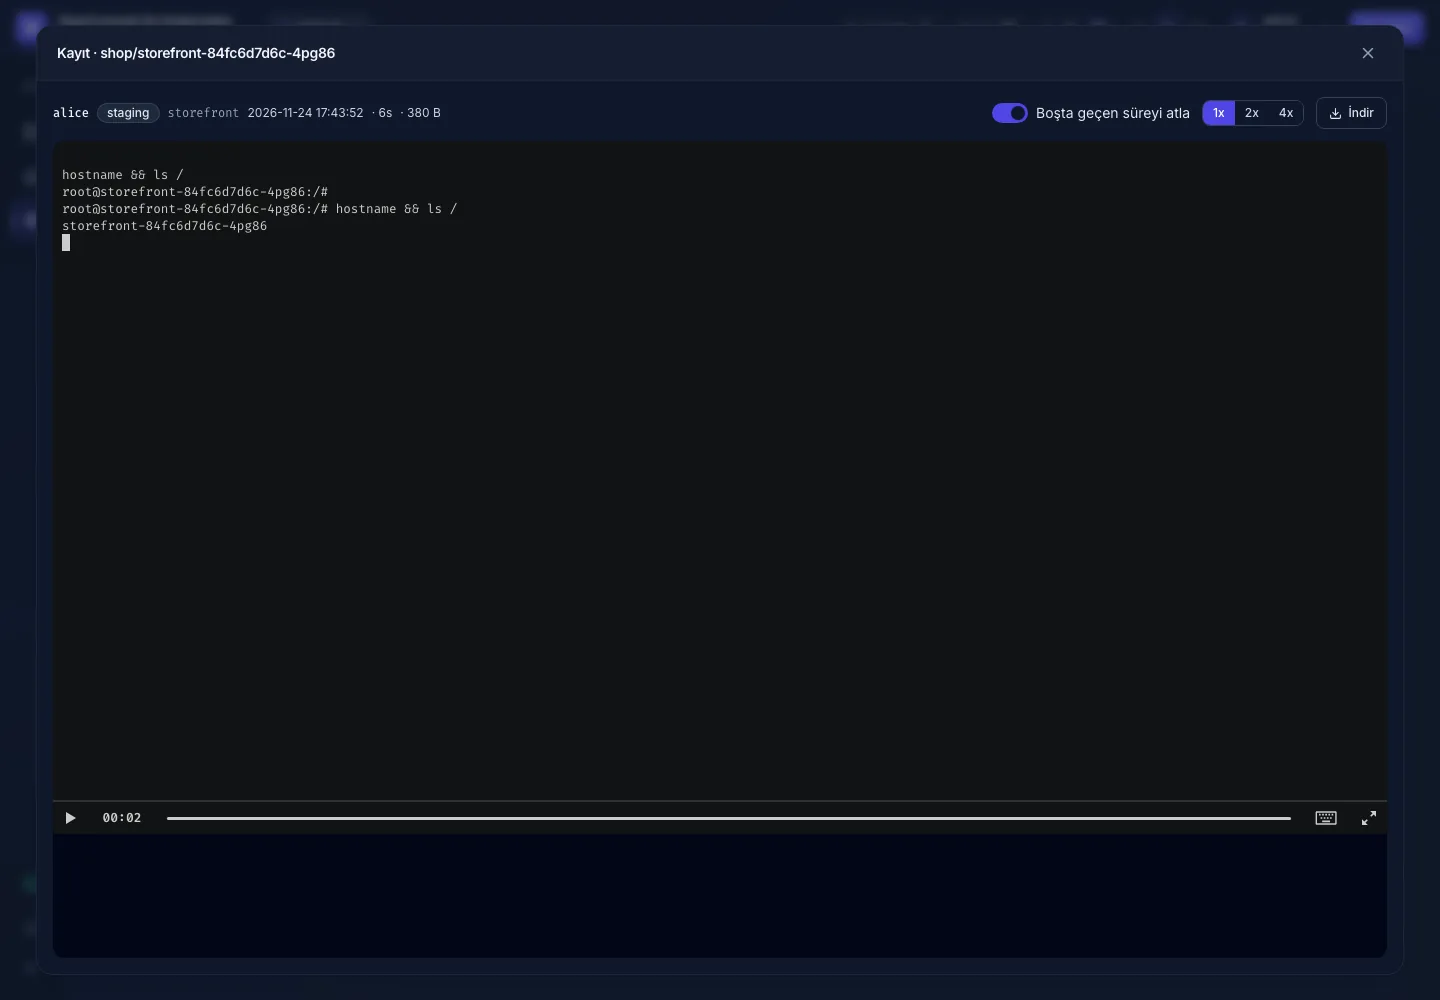 Kayıt · shop/storefront-84fc6d7d6c-4pg86
alice staging storefront 2026-11-24 17:43:52 · 6s · 380 B
Boşta geçen süreyi atla 1x 2x 4x İndir
hostname && ls /
root@storefront-84fc6d7d6c-4pg86:/#
root@storefront-84fc6d7d6c-4pg86:/# hostname && ls /
storefront-84fc6d7d6c-4pg86
00:02